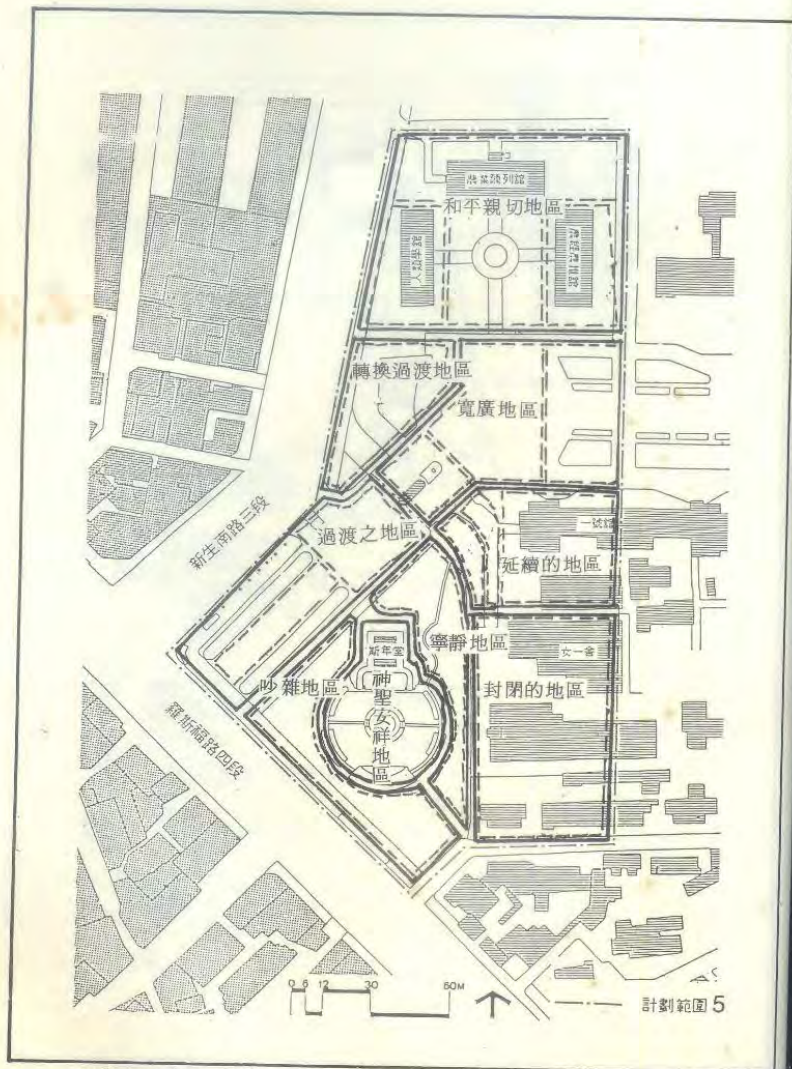 農業陳列館
和平親切地區
人類學館
轉換過渡地區
寬廣地區
新生南路三段
過渡之地區
一號館
延續的地區
寧靜地區
斯年堂
女一舍
吵雜地區
神聖安祥地區
封閉的地區
羅斯福路四段
0 6 12 30 60M
計劃範圍 5